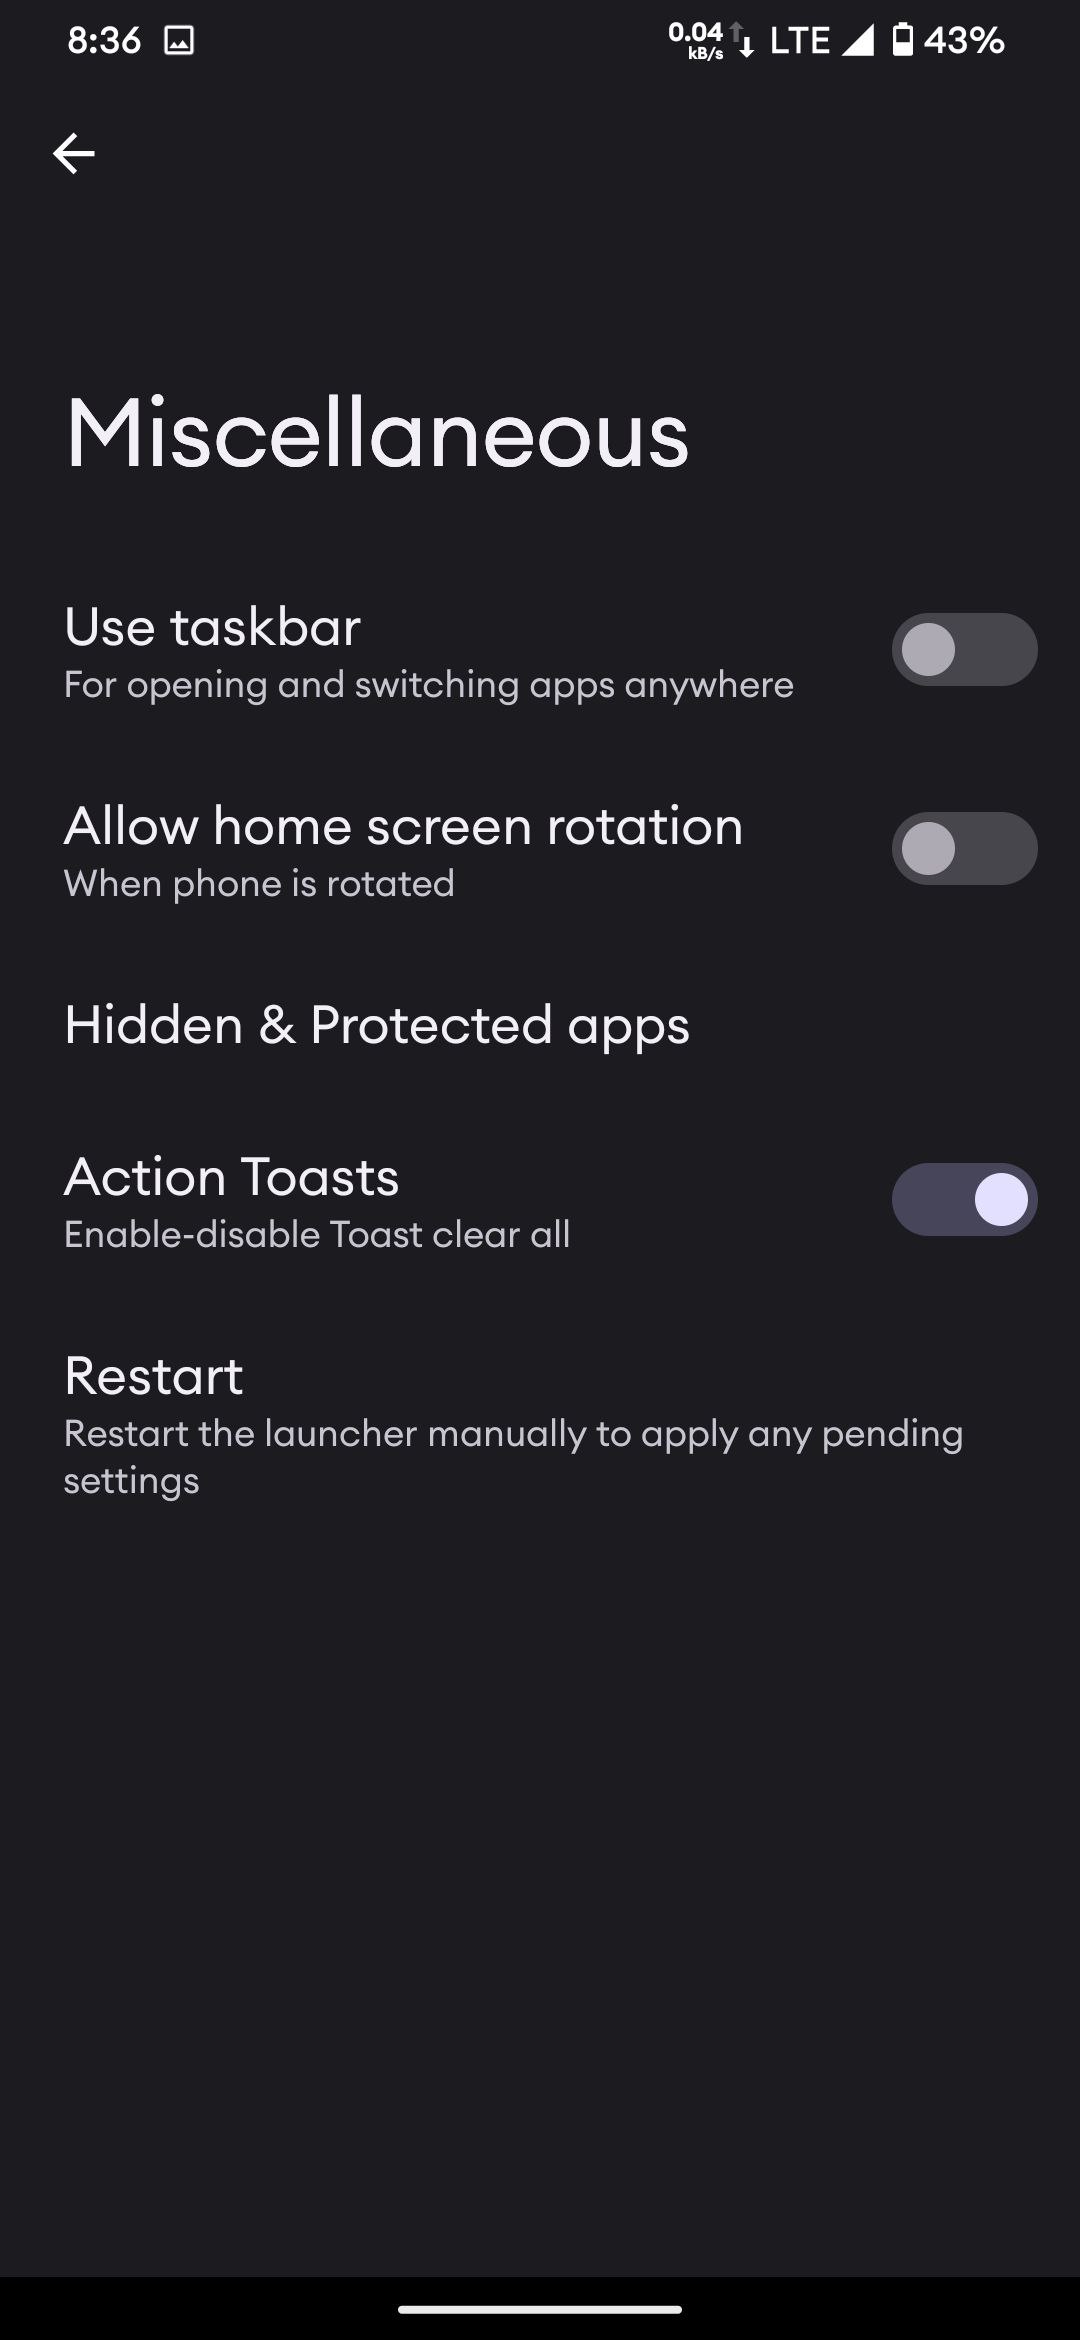 8:36
0.04
kB/s
LTE
43%
Miscellaneous
Use taskbar
For opening and switching apps anywhere
Allow home screen rotation
When phone is rotated
Hidden & Protected apps
Action Toasts
Enable-disable Toast clear all
Restart
Restart the launcher manually to apply any pending
settings